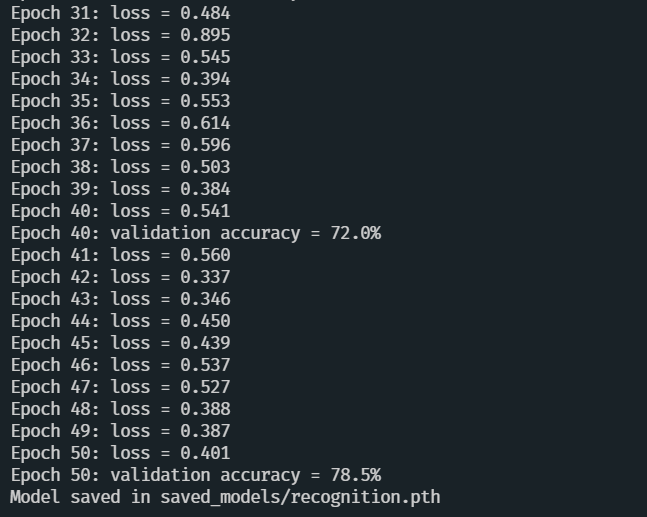 Epoch 31: loss = 0.484
Epoch 32: loss = 0.895
Epoch 33: loss = 0.545
Epoch 34: loss = 0.394
Epoch 35: loss = 0.553
Epoch 36: loss = 0.614
Epoch 37: loss = 0.596
Epoch 38: loss = 0.503
Epoch 39: loss = 0.384
Epoch 40: loss = 0.541
Epoch 40: validation accuracy = 72.0%
Epoch 41: loss = 0.560
Epoch 42: loss = 0.337
Epoch 43: loss = 0.346
Epoch 44: loss = 0.450
Epoch 45: loss = 0.439
Epoch 46: loss = 0.537
Epoch 47: loss = 0.527
Epoch 48: loss = 0.388
Epoch 49: loss = 0.387
Epoch 50: loss = 0.401
Epoch 50: validation accuracy = 78.5%
Model saved in saved_models/recognition.pth